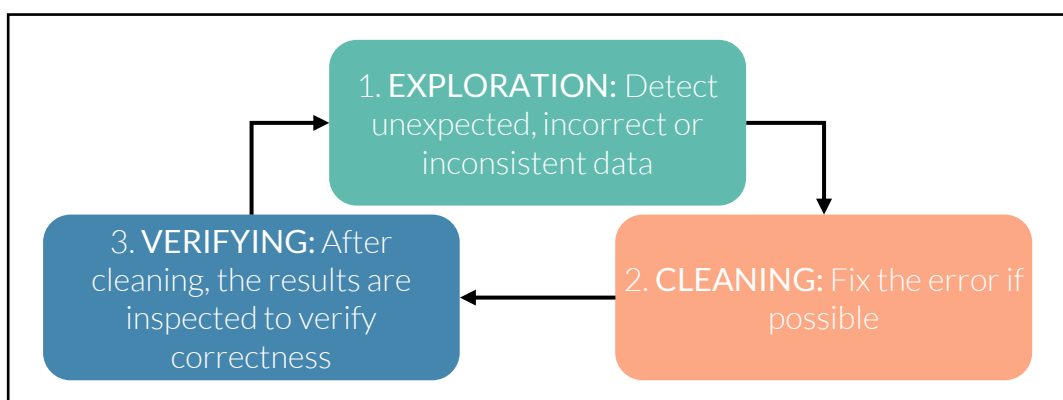 1. EXPLORATION: Detect
unexpected, incorrect or
inconsistent data
2. CLEANING: Fix the error if
possible
3. VERIFYING: After
cleaning, the results are
inspected to verify
correctness